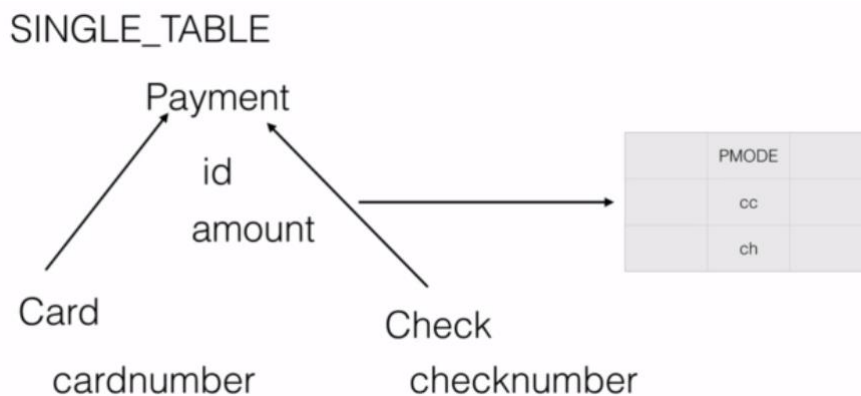 SINGLE_TABLE
Payment
id
amount
PMODE
cc
ch
Card
cardnumber
Check
checknumber